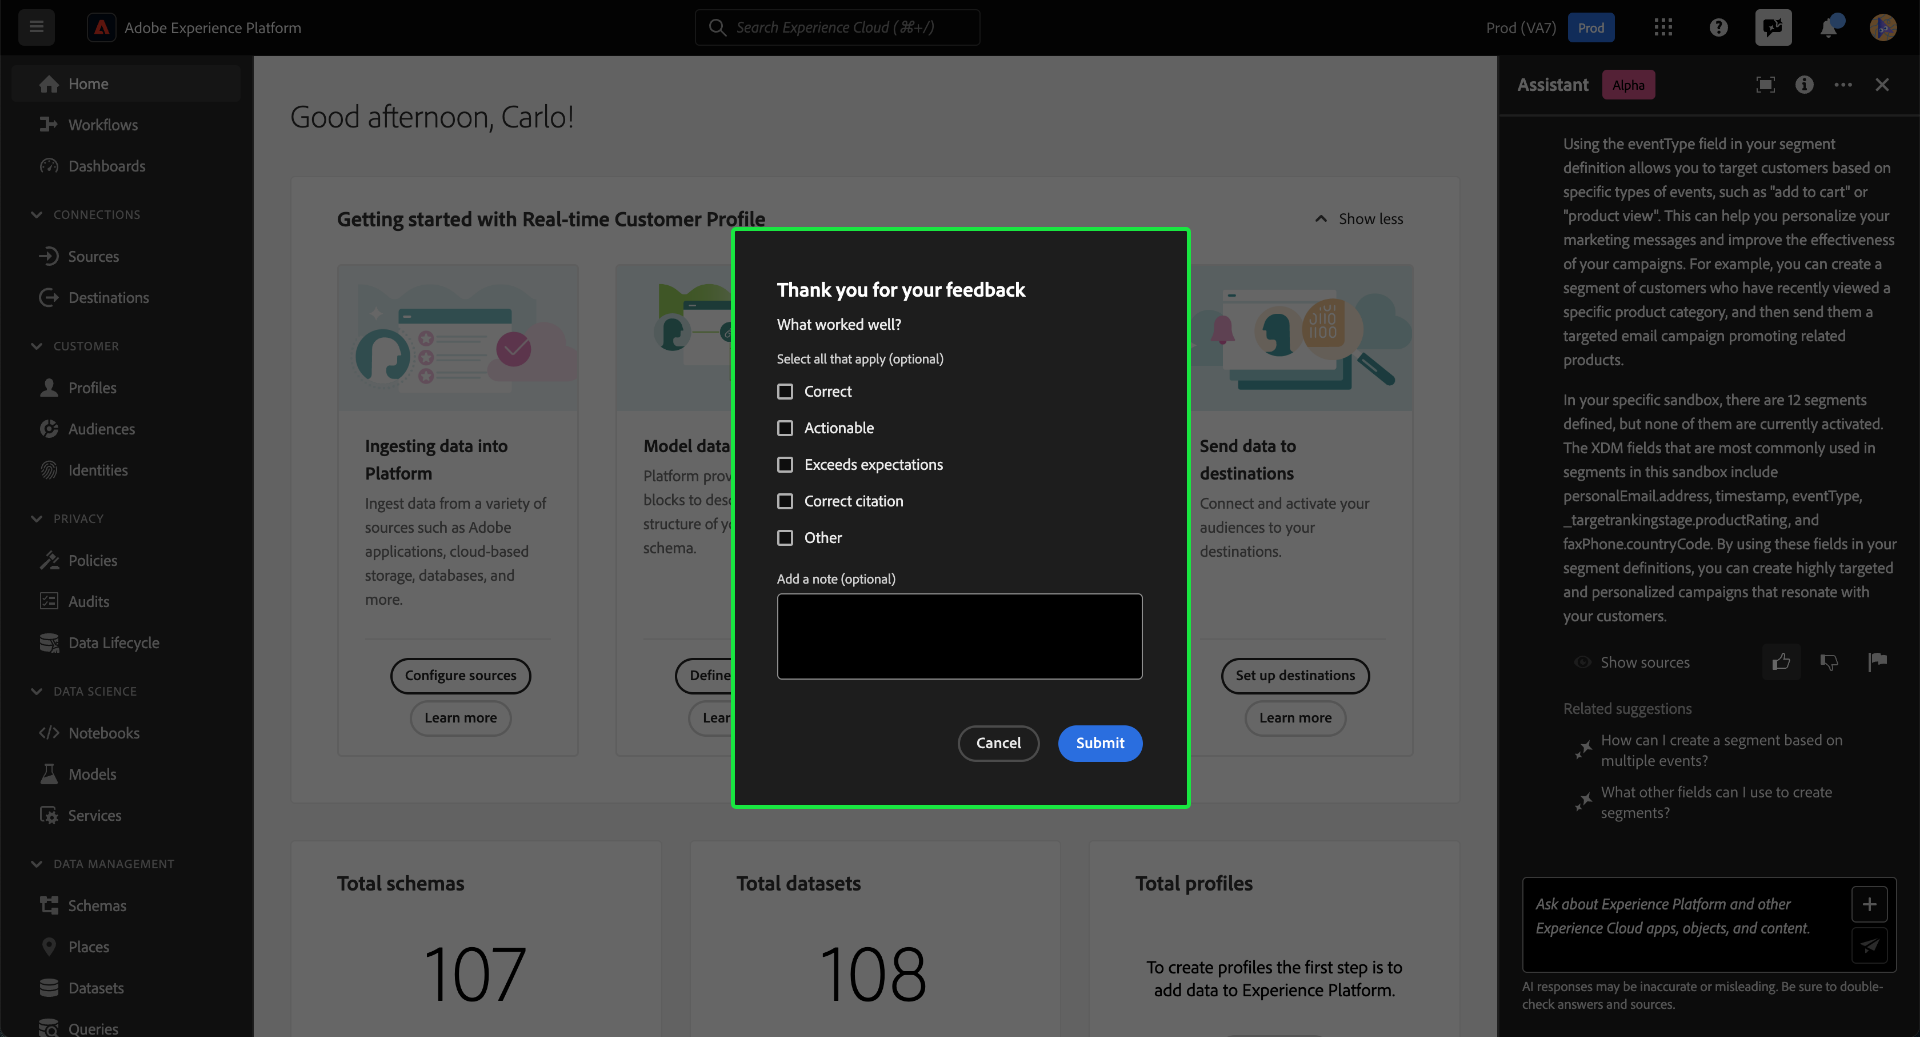 Adobe Experience Platform
Search Experience Cloud (⌘+/)
Prod (VA7)
Prod
Home
Workflows
Dashboards
CONNECTIONS
Sources
Destinations
CUSTOMER
Profiles
Audiences
Identities
PRIVACY
Policies
Audits
Data Lifecycle
DATA SCIENCE
Notebooks
Models
Services
DATA MANAGEMENT
Schemas
Places
Datasets
Queries
Good afternoon, Carlo!
Getting started with Real-time Customer Profile
Show less
Ingesting data into
Platform
Ingest data from a variety of
sources such as Adobe
applications, cloud-based
storage, databases, and
more.
Configure sources
Learn more
Model data
Platform prov
blocks to desc
structure of y
schema.
Define
Lear
Send data to
destinations
Connect and activate your
audiences to your
destinations.
Set up destinations
Learn more
Thank you for your feedback
What worked well?
Select all that apply (optional)
Correct
Actionable
Exceeds expectations
Correct citation
Other
Add a note (optional)
Cancel
Submit
Total schemas
107
Total datasets
108
Total profiles
To create profiles the first step is to
add data to Experience Platform.
Assistant
Alpha
Using the eventType field in your segment
definition allows you to target customers based on
specific types of events, such as "add to cart" or
"product view". This can help you personalize your
marketing messages and improve the effectiveness
of your campaigns. For example, you can create a
segment of customers who have recently viewed a
specific product category, and then send them a
targeted email campaign promoting related
products.
In your specific sandbox, there are 12 segments
defined, but none of them are currently activated.
The XDM fields that are most commonly used in
segments in this sandbox include
personalEmail.address, timestamp, eventType,
_targetrankingstage.productRating, and
faxPhone.countryCode. By using these fields in your
segment definitions, you can create highly targeted
and personalized campaigns that resonate with
your customers.
Show sources
Related suggestions
How can I create a segment based on
multiple events?
What other fields can I use to create
segments?
Ask about Experience Platform and other
Experience Cloud apps, objects, and content.
AI responses may be inaccurate or misleading. Be sure to double-
check answers and sources.